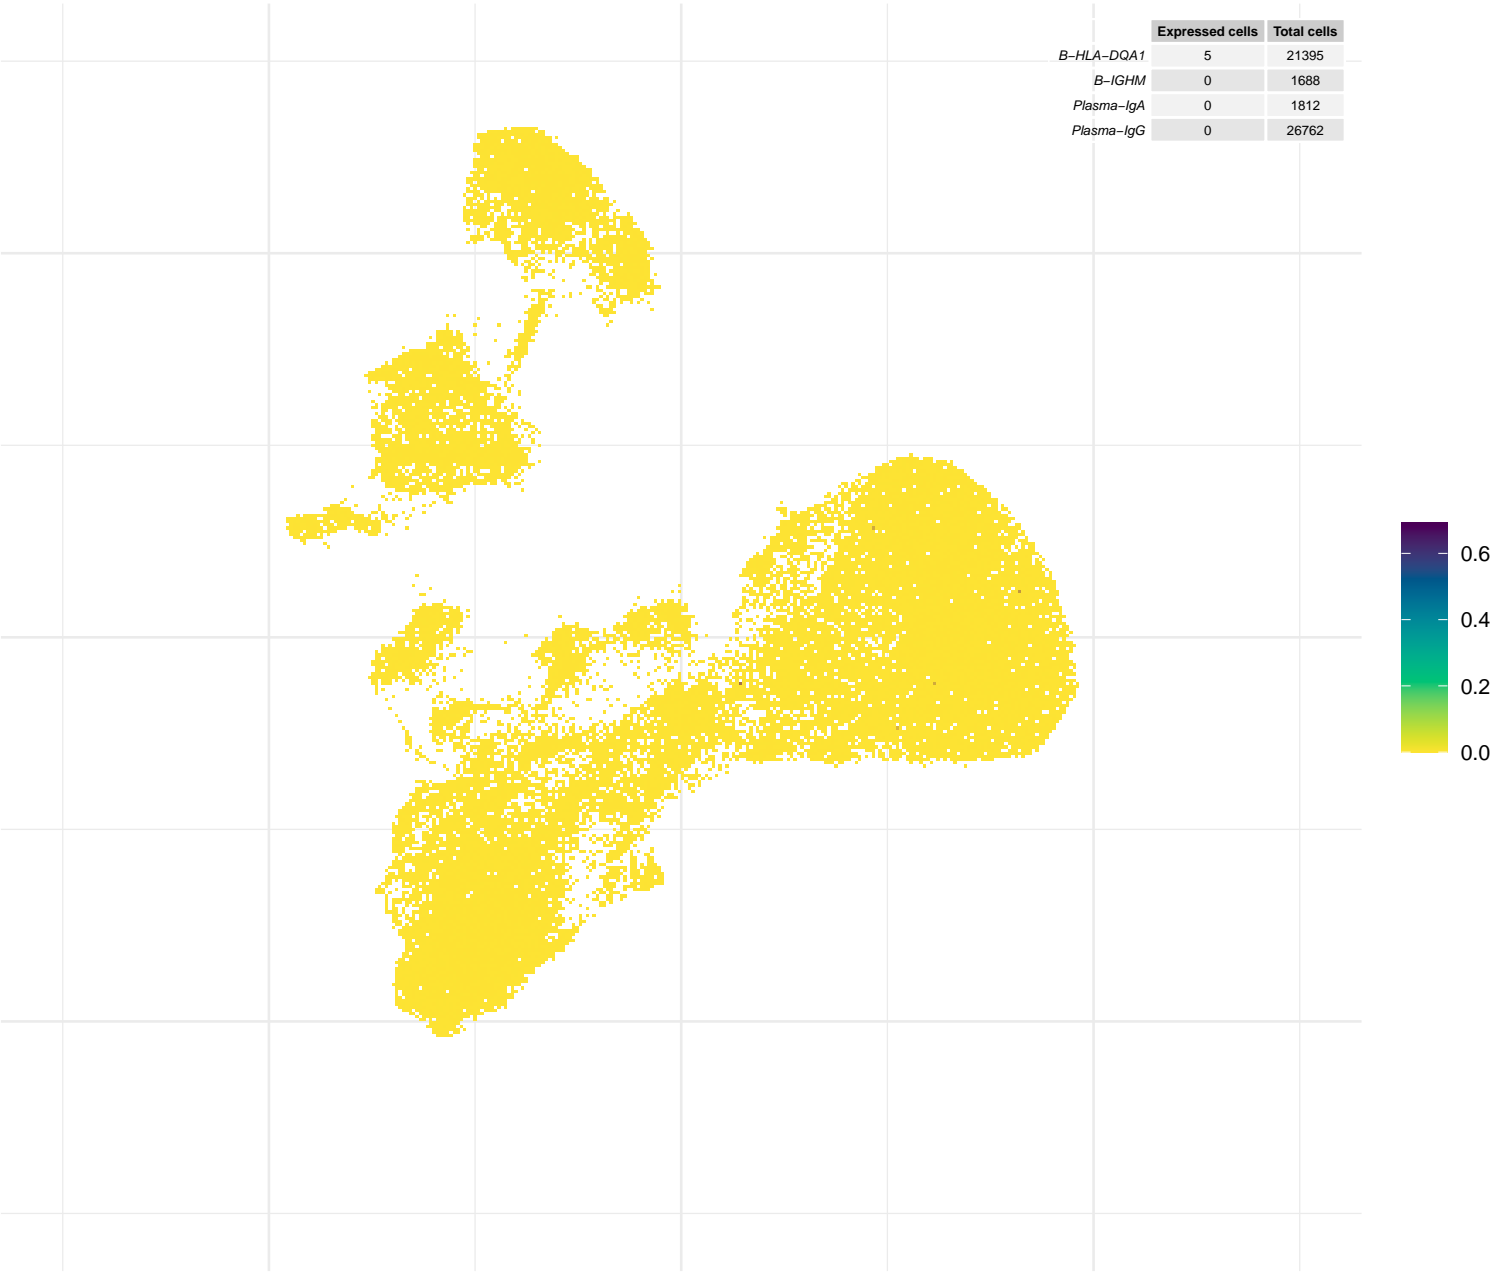 Expressed cells Total cells
B−HLA−DQA1 5 21395
B−IGHM 0 1688
Plasma−IgA 0 1812
Plasma−IgG 0 26762
0.6
0.4
0.2
0.0